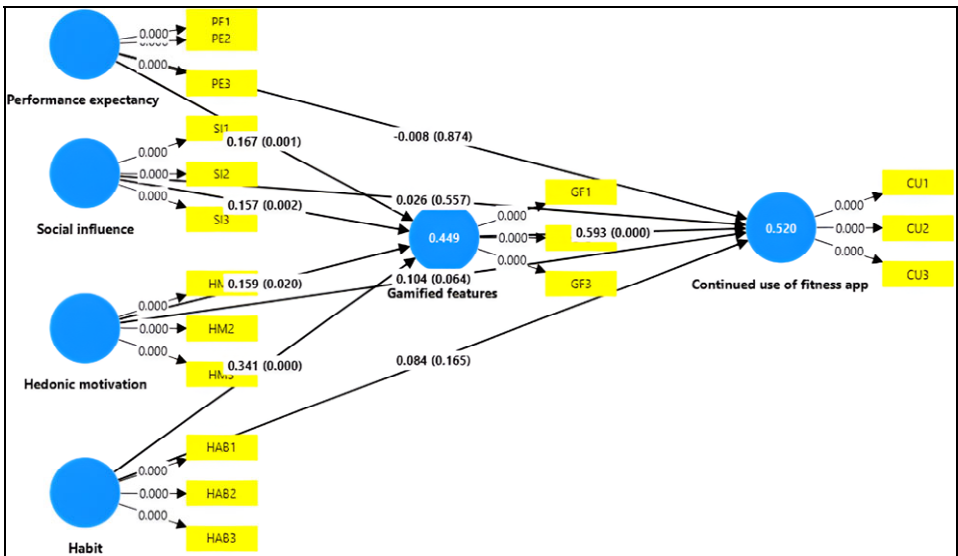 PE1
0.000
PE2
0.000
PE3
Performance expectancy
-0.008 (0.874)
SI1
0.167 (0.001)
0.000
0.000
SI2
0.000
SI3
0.157 (0.002)
0.026 (0.557)
Social influence
GF1
0.000
0.449
0.000
0.593 (0.000)
0.000
GF3
Gamified features
0.520
CU1
0.000
0.000
CU2
0.000
CU3
Continued use of fitness app
0.159 (0.020)
0.104 (0.064)
0.000
0.000
HM2
0.000
0.341 (0.000)
0.084 (0.165)
Hedonic motivation
HAB1
0.000
0.000
HAB2
0.000
HAB3
Habit